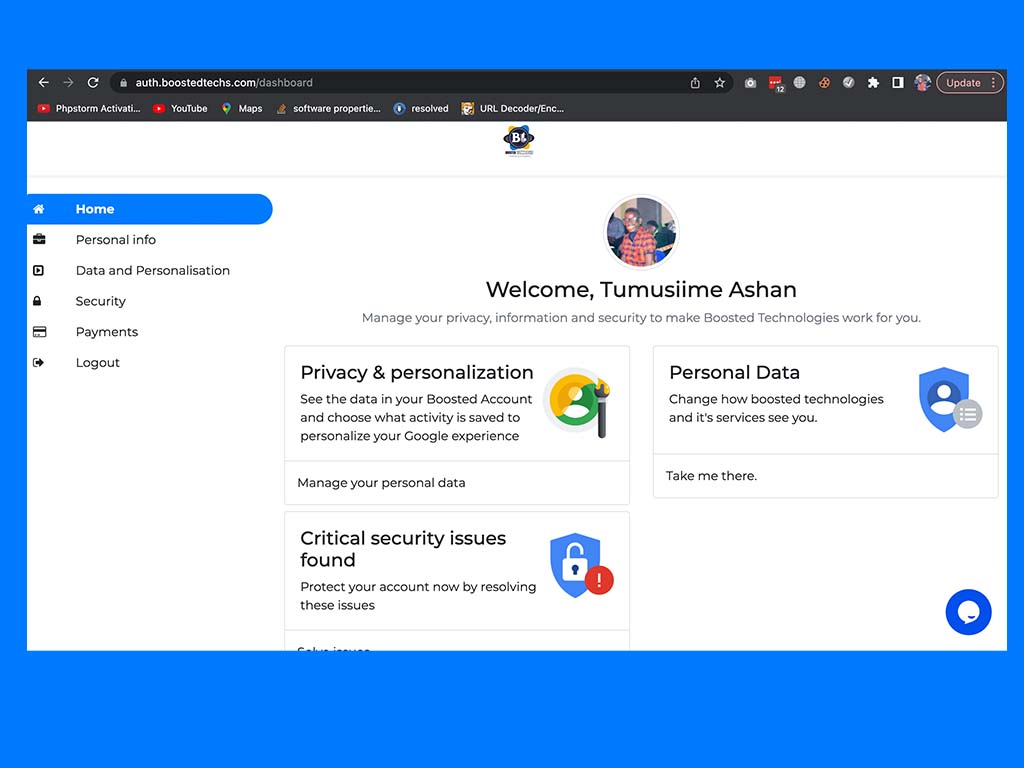 auth.boostedtechs.com/dashboard
12
Update
Phpstorm Activati...
YouTube
Maps
software propertie...
resolved
URL Decoder/Enc...
Bt
Home
Personal info
Data and Personalisation
Security
Payments
Logout
Welcome, Tumusiime Ashan
Manage your privacy, information and security to make Boosted Technologies work for you.
Privacy & personalization
See the data in your Boosted Account
and choose what activity is saved to
personalize your Google experience
Manage your personal data
Personal Data
Change how boosted technologies
and it's services see you.
Take me there.
Critical security issues
found
Protect your account now by resolving
these issues
Solve issues